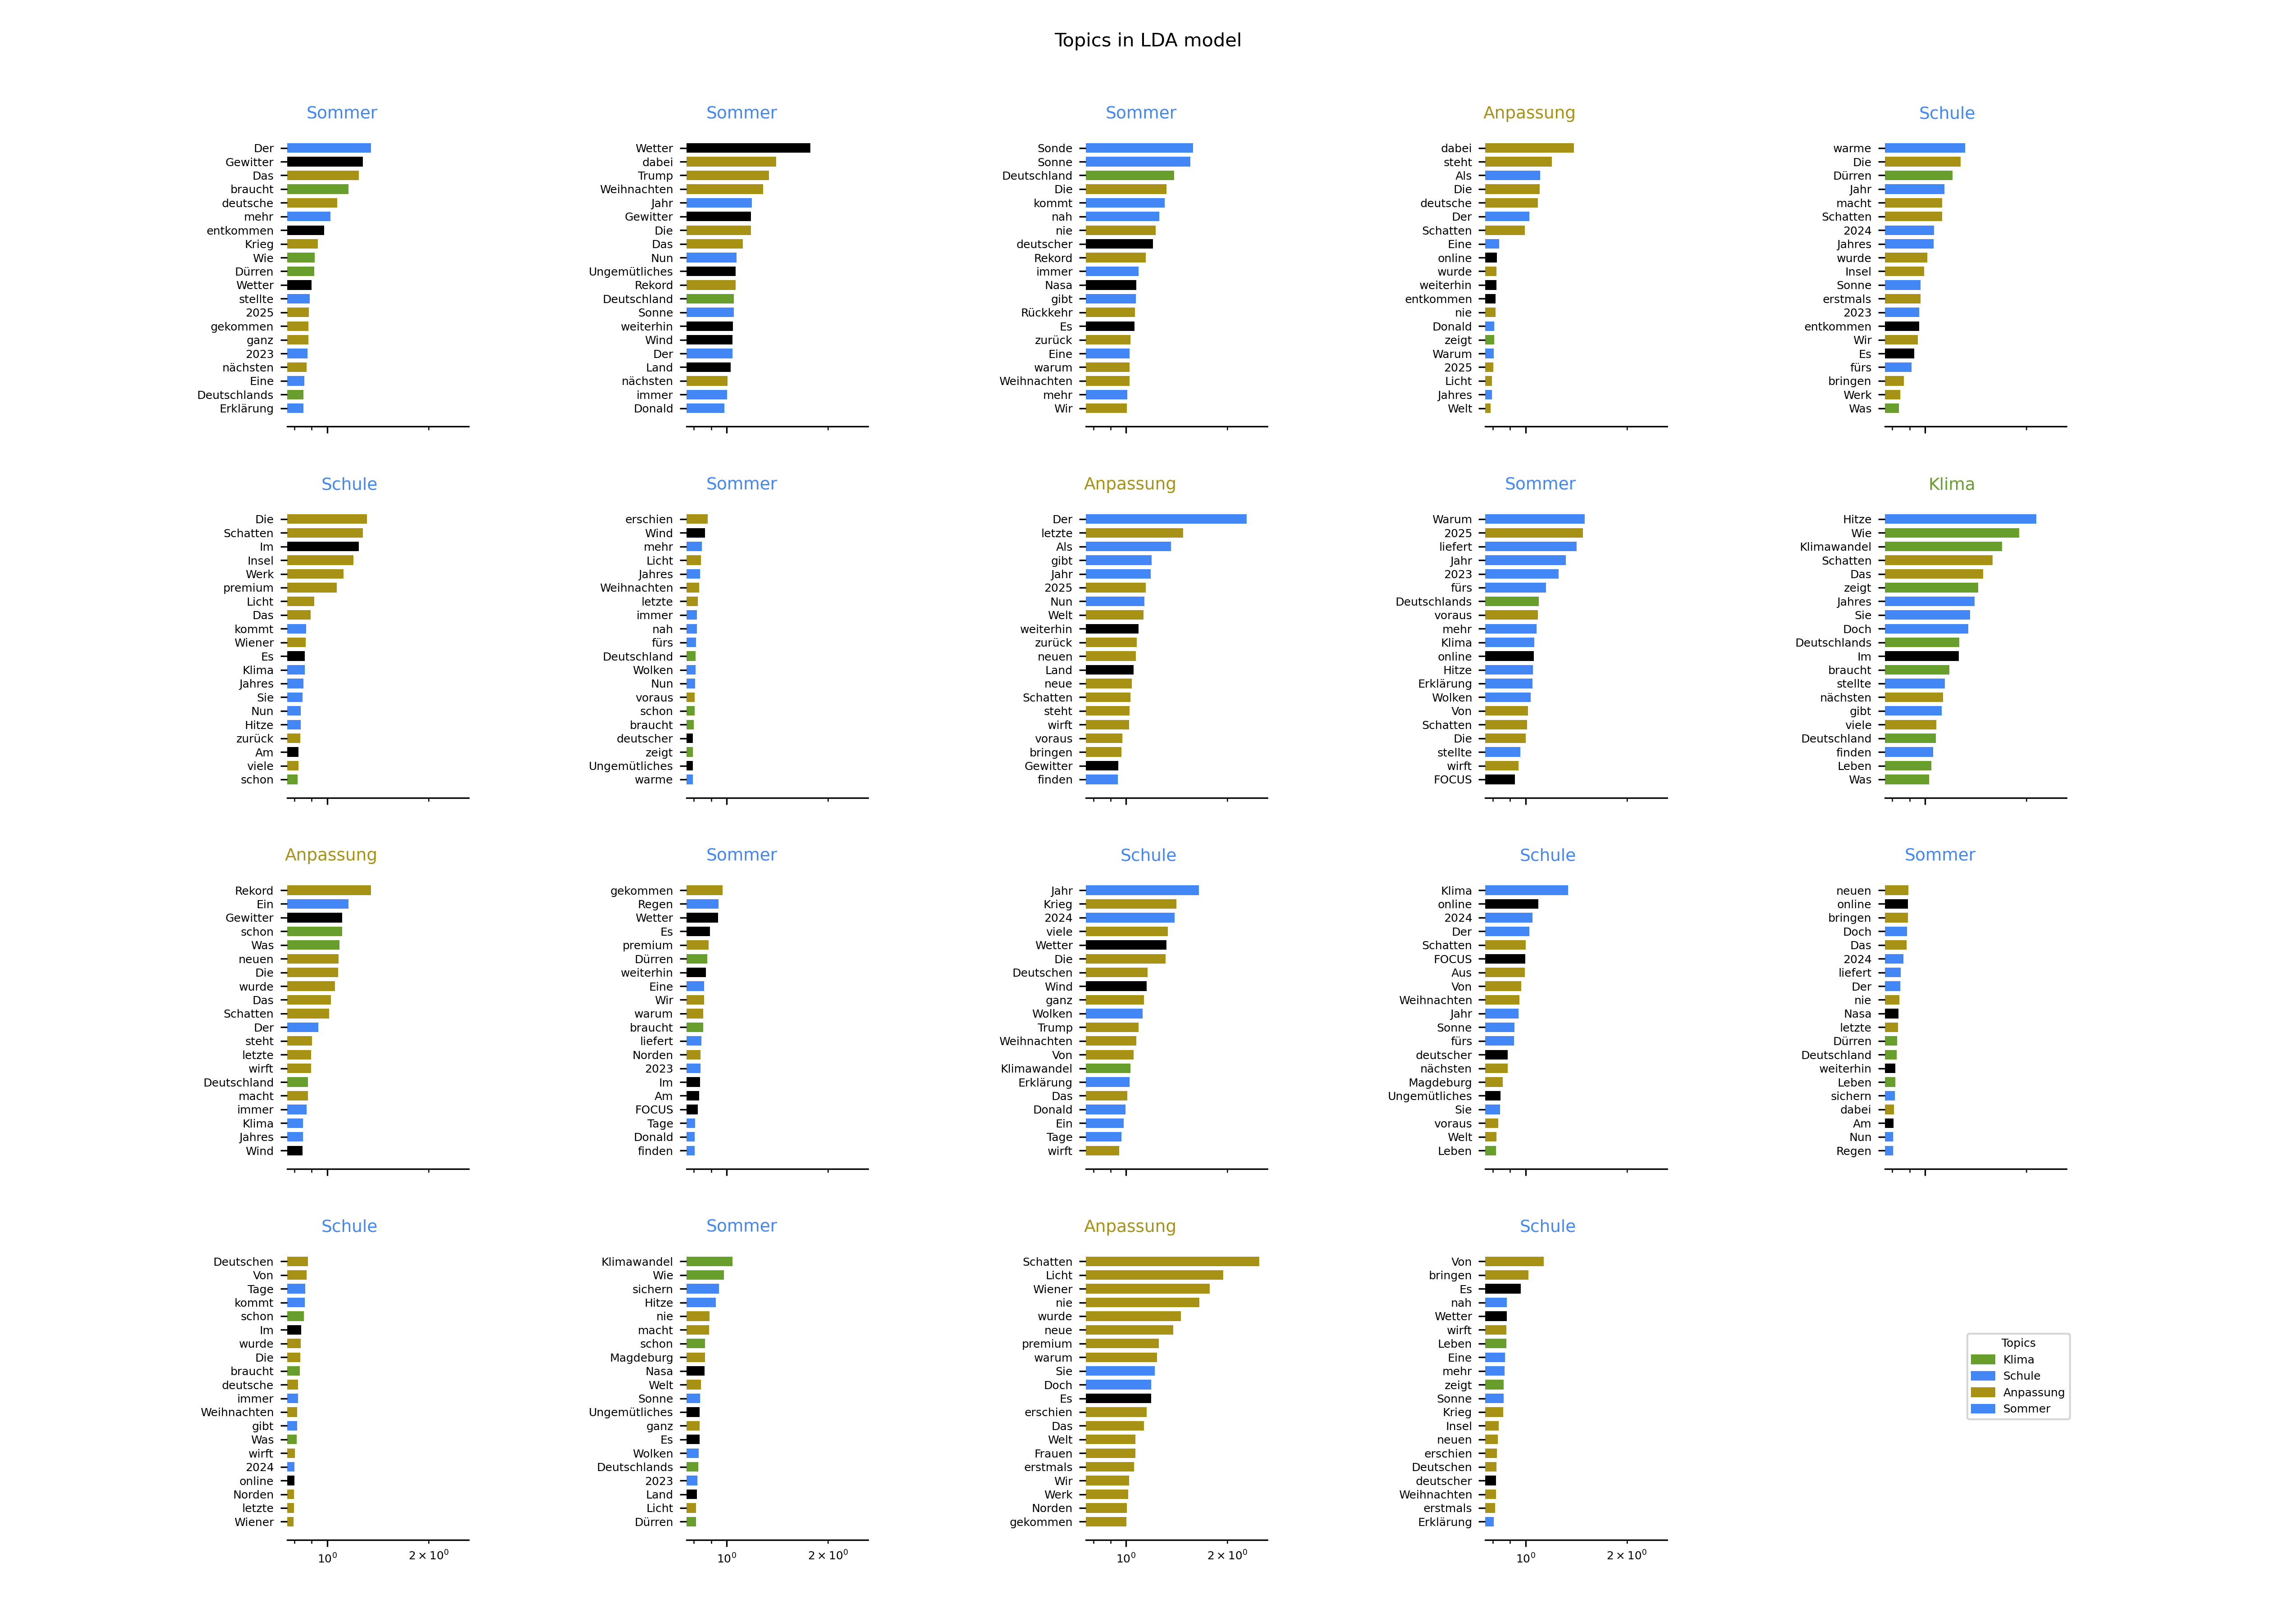 Topics in LDA model
Sommer
Der
Gewitter
Das
braucht
deutsche
mehr
entkommen
Krieg
Wie
Dürren
Wetter
stellte
2025
gekommen
ganz
2023
nächsten
Eine
Deutschlands
Erklärung
Sommer
Wetter
dabei
Trump
Weihnachten
Jahr
Gewitter
Die
Das
Nun
Ungemütliches
Rekord
Deutschland
Sonne
weiterhin
Wind
Der
Land
nächsten
immer
Donald
Sommer
Sonde
Sonne
Deutschland
Die
kommt
nah
nie
deutscher
Rekord
immer
Nasa
gibt
Rückkehr
Es
zurück
Eine
warum
Weihnachten
mehr
Wir
Anpassung
dabei
steht
Als
Die
deutsche
Der
Schatten
Eine
online
wurde
weiterhin
entkommen
nie
Donald
zeigt
Warum
2025
Licht
Jahres
Welt
Schule
warme
Die
Dürren
Jahr
macht
Schatten
2024
Jahres
wurde
Insel
Sonne
erstmals
2023
entkommen
Wir
Es
fürs
bringen
Werk
Was
Schule
Die
Schatten
Im
Insel
Werk
premium
Licht
Das
kommt
Wiener
Es
Klima
Jahres
Sie
Nun
Hitze
zurück
Am
viele
schon
Sommer
erschien
Wind
mehr
Licht
Jahres
Weihnachten
letzte
immer
nah
fürs
Deutschland
Wolken
Nun
voraus
schon
braucht
deutscher
zeigt
Ungemütliches
warme
Anpassung
Der
letzte
Als
gibt
Jahr
2025
Nun
Welt
weiterhin
zurück
neuen
Land
neue
Schatten
steht
wirft
voraus
bringen
Gewitter
finden
Sommer
Warum
2025
liefert
Jahr
2023
fürs
Deutschlands
voraus
mehr
Klima
online
Hitze
Erklärung
Wolken
Von
Schatten
Die
stellte
wirft
FOCUS
Klima
Hitze
Wie
Klimawandel
Schatten
Das
zeigt
Jahres
Sie
Doch
Deutschlands
Im
braucht
stellte
nächsten
gibt
viele
Deutschland
finden
Leben
Was
Anpassung
Rekord
Ein
Gewitter
schon
Was
neuen
Die
wurde
Das
Schatten
Der
steht
letzte
wirft
Deutschland
macht
immer
Klima
Jahres
Wind
Sommer
gekommen
Regen
Wetter
Es
premium
Dürren
weiterhin
Eine
Wir
warum
braucht
liefert
Norden
2023
Im
Am
FOCUS
Tage
Donald
finden
Schule
Jahr
Krieg
2024
viele
Wetter
Die
Deutschen
Wind
ganz
Wolken
Trump
Weihnachten
Von
Klimawandel
Erklärung
Das
Donald
Ein
Tage
wirft
Schule
Klima
online
2024
Der
Schatten
FOCUS
Aus
Von
Weihnachten
Jahr
Sonne
fürs
deutscher
nächsten
Magdeburg
Ungemütliches
Sie
voraus
Welt
Leben
Sommer
neuen
online
bringen
Doch
Das
2024
liefert
Der
nie
Nasa
letzte
Dürren
Deutschland
weiterhin
Leben
sichern
dabei
Am
Nun
Regen
Schule
Deutschen
Von
Tage
kommt
schon
Im
wurde
Die
braucht
deutsche
immer
Weihnachten
gibt
Was
wirft
2024
online
Norden
letzte
Wiener
10⁰ 2 × 10⁰
Sommer
Klimawandel
Wie
sichern
Hitze
nie
macht
schon
Magdeburg
Nasa
Welt
Sonne
Ungemütliches
ganz
Es
Wolken
Deutschlands
2023
Land
Licht
Dürren
10⁰ 2 × 10⁰
Anpassung
Schatten
Licht
Wiener
nie
wurde
neue
premium
warum
Sie
Doch
Es
erschien
Das
Welt
Frauen
erstmals
Wir
Werk
Norden
gekommen
10⁰ 2 × 10⁰
Schule
Von
bringen
Es
nah
Wetter
wirft
Leben
Eine
mehr
zeigt
Sonne
Krieg
Insel
neuen
erschien
Deutschen
deutscher
Weihnachten
erstmals
Erklärung
10⁰ 2 × 10⁰
Topics
Klima
Schule
Anpassung
Sommer